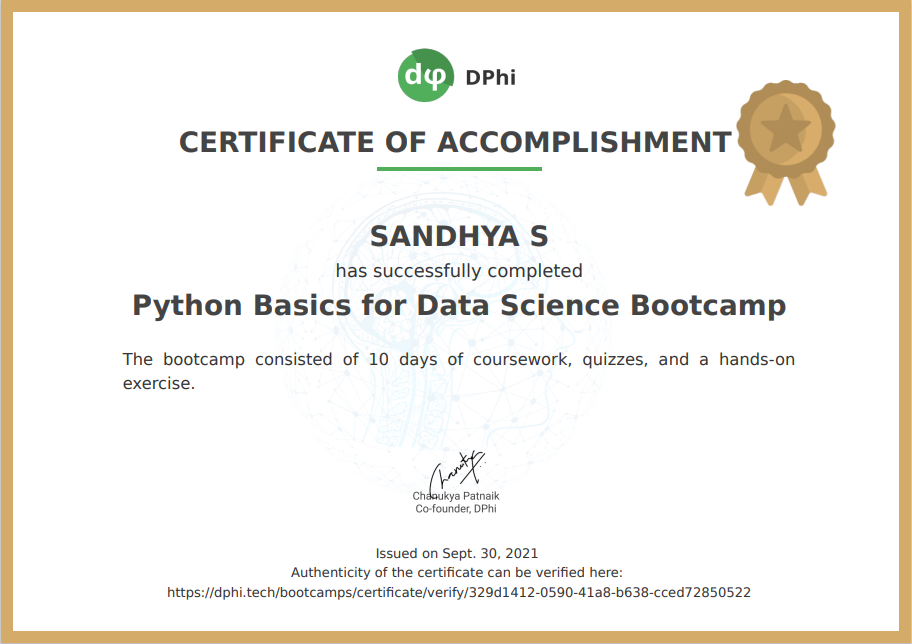 dφ DPhi
CERTIFICATE OF ACCOMPLISHMENT
SANDHYA S
has successfully completed
Python Basics for Data Science Bootcamp
The bootcamp consisted of 10 days of coursework, quizzes, and a hands-on
exercise.
Chanukya Patnaik
Co-founder, DPhi
Issued on Sept. 30, 2021
Authenticity of the certificate can be verified here:
https://dphi.tech/bootcamps/certificate/verify/329d1412-0590-41a8-b638-cced72850522